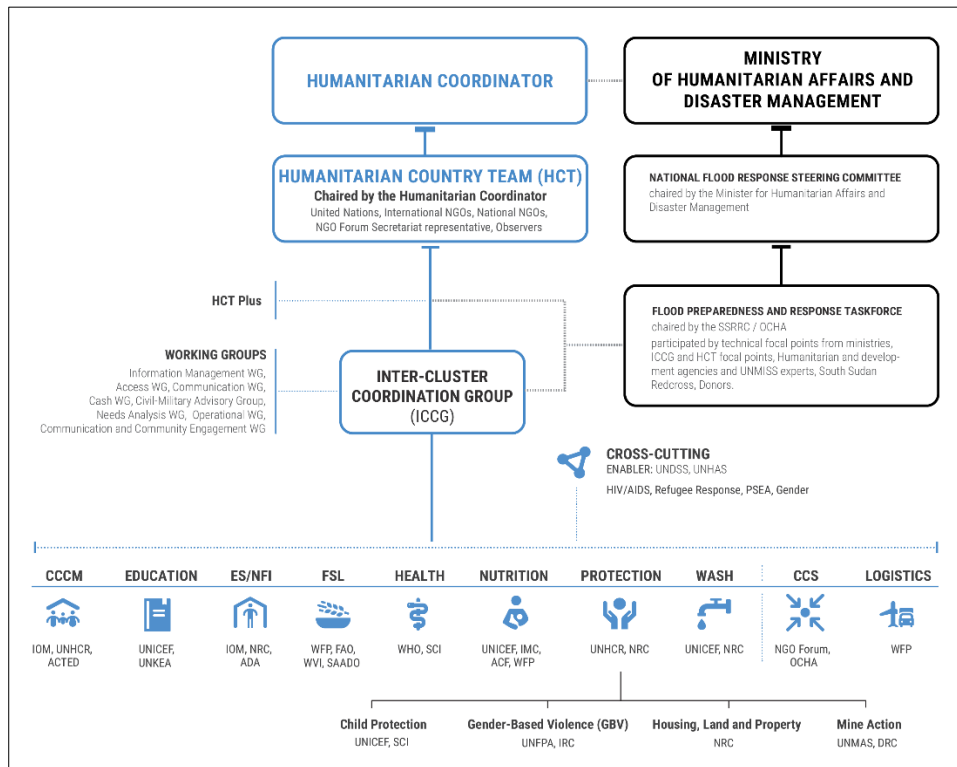 HUMANITARIAN COORDINATOR
MINISTRY
OF HUMANITARIAN AFFAIRS AND
DISASTER MANAGEMENT
HUMANITARIAN COUNTRY TEAM (HCT)
Chaired by the Humanitarian Coordinator
United Nations, International NGOs, National NGOs,
NGO Forum Secretariat representative, Observers
NATIONAL FLOOD RESPONSE STEERING COMMITTEE
chaired by the Minister for Humanitarian Affairs and
Disaster Management
HCT Plus
FLOOD PREPAREDNESS AND RESPONSE TASKFORCE
chaired by the SSRRC / OCHA
participated by technical focal points from ministries,
ICCG and HCT focal points, Humanitarian and develop-
ment agencies and UNMISS experts, South Sudan
Redcross, Donors.
WORKING GROUPS
Information Management WG,
Access WG, Communication WG,
Cash WG, Civil-Military Advisory Group,
Needs Analysis WG, Operational WG,
Communication and Community Engagement WG
INTER-CLUSTER
COORDINATION GROUP
(ICCG)
CROSS-CUTTING
ENABLER: UNDSS, UNHAS
HIV/AIDS, Refugee Response, PSEA, Gender
CCCM
IOM, UNHCR,
ACTED
EDUCATION
UNICEF,
UNKEA
ES/NFI
IOM, NRC,
ADA
FSL
WFP, FAO,
WVI, SAADO
HEALTH
WHO, SCI
NUTRITION
UNICEF, IMC,
ACF, WFP
PROTECTION
UNHCR, NRC
WASH
UNICEF, NRC
CCS
NGO Forum,
OCHA
LOGISTICS
WFP
Child Protection
UNICEF, SCI
Gender-Based Violence (GBV)
UNFPA, IRC
Housing, Land and Property
NRC
Mine Action
UNMAS, DRC